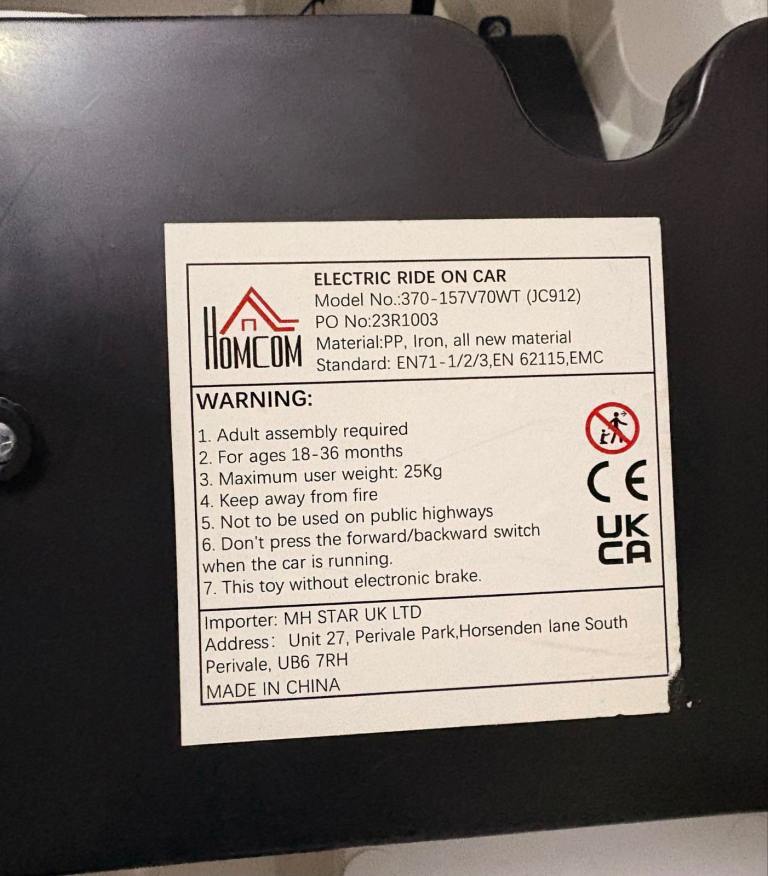 HOMCOM
ELECTRIC RIDE ON CAR
Model No.:370-157V70WT (JC912)
PO No:23R1003
Material:PP, Iron, all new material
Standard: EN71-1/2/3,EN 62115,EMC
WARNING:
1. Adult assembly required
2. For ages 18-36 months
3. Maximum user weight: 25Kg
4. Keep away from fire
5. Not to be used on public highways
6. Don't press the forward/backward switch
when the car is running.
7. This toy without electronic brake.
CE
UK
CA
Importer: MH STAR UK LTD
Address: Unit 27, Perivale Park,Horsenden lane South
Perivale, UB6 7RH
MADE IN CHINA